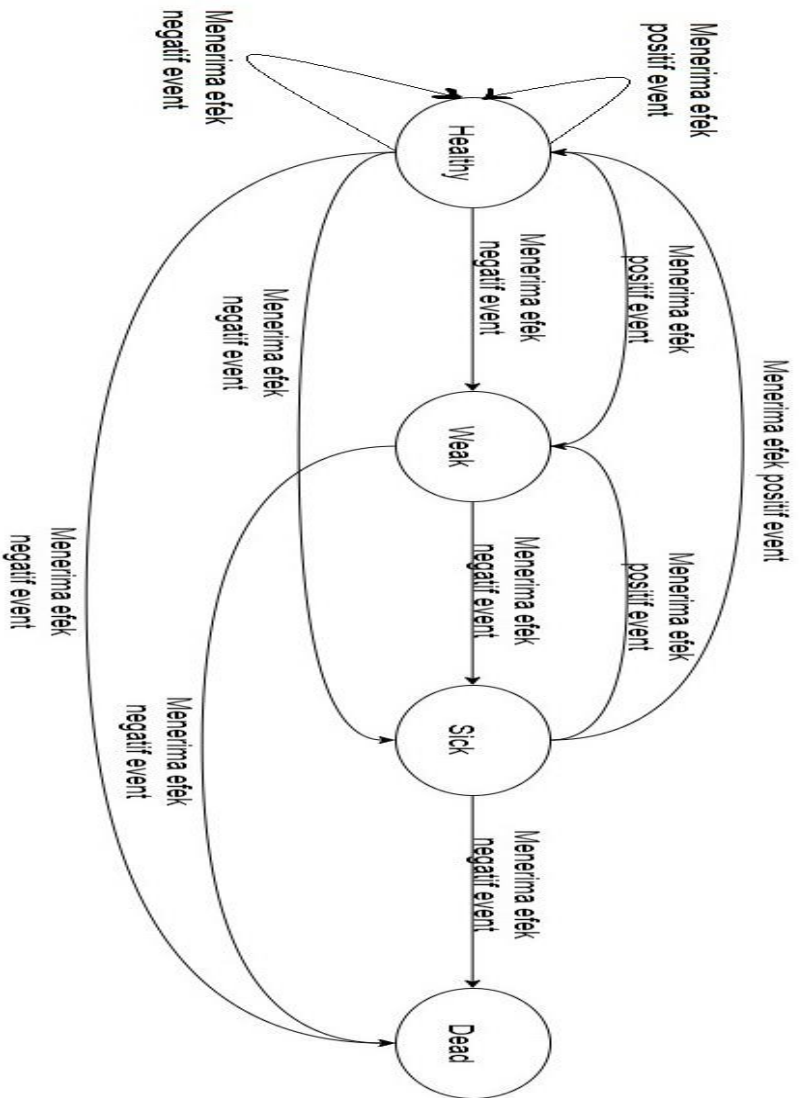 Menerima efek positif event
Menerima efek
positif event
Menerima efek
positif event
Menerima efek
positif event
Menerima efek
negatif event
Menerima efek
negatif event
Menerima efek
negatif event
Healthy
Weak
Sick
Dead
Menerima efek
negatif event
Menerima efek
negatif event
Menerima efek
negatif event
Menerima efek
negatif event